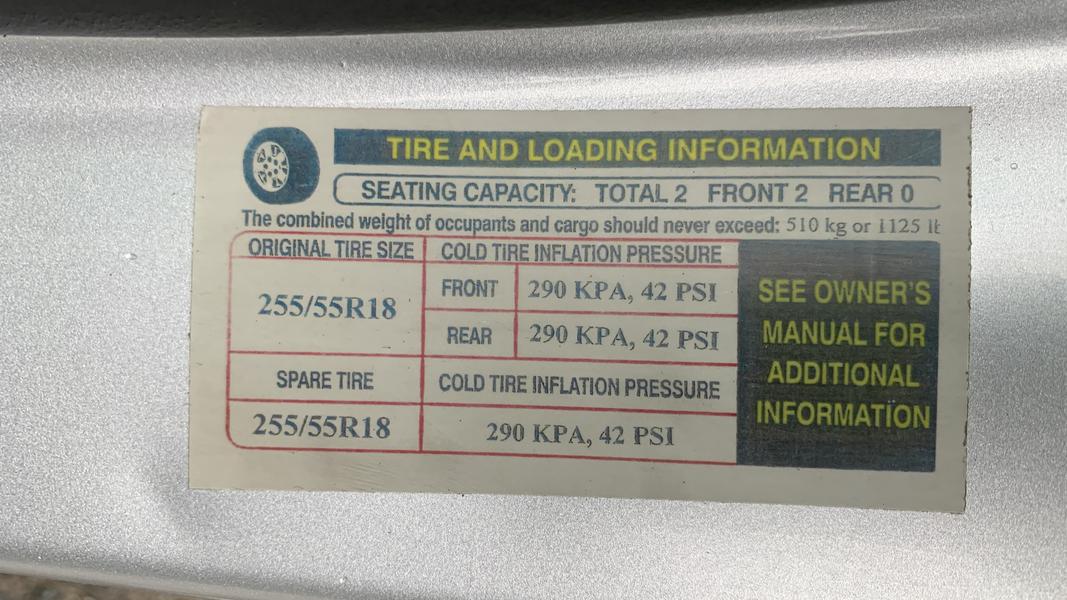 TIRE AND LOADING INFORMATION
SEATING CAPACITY: TOTAL 2 FRONT 2 REAR 0
The combined weight of occupants and cargo should never exceed: 510 kg or 1125 lb
ORIGINAL TIRE SIZE COLD TIRE INFLATION PRESSURE
255/55R18
FRONT 290 KPA, 42 PSI
REAR 290 KPA, 42 PSI
SPARE TIRE COLD TIRE INFLATION PRESSURE
255/55R18 290 KPA, 42 PSI
SEE OWNER'S
MANUAL FOR
ADDITIONAL
INFORMATION